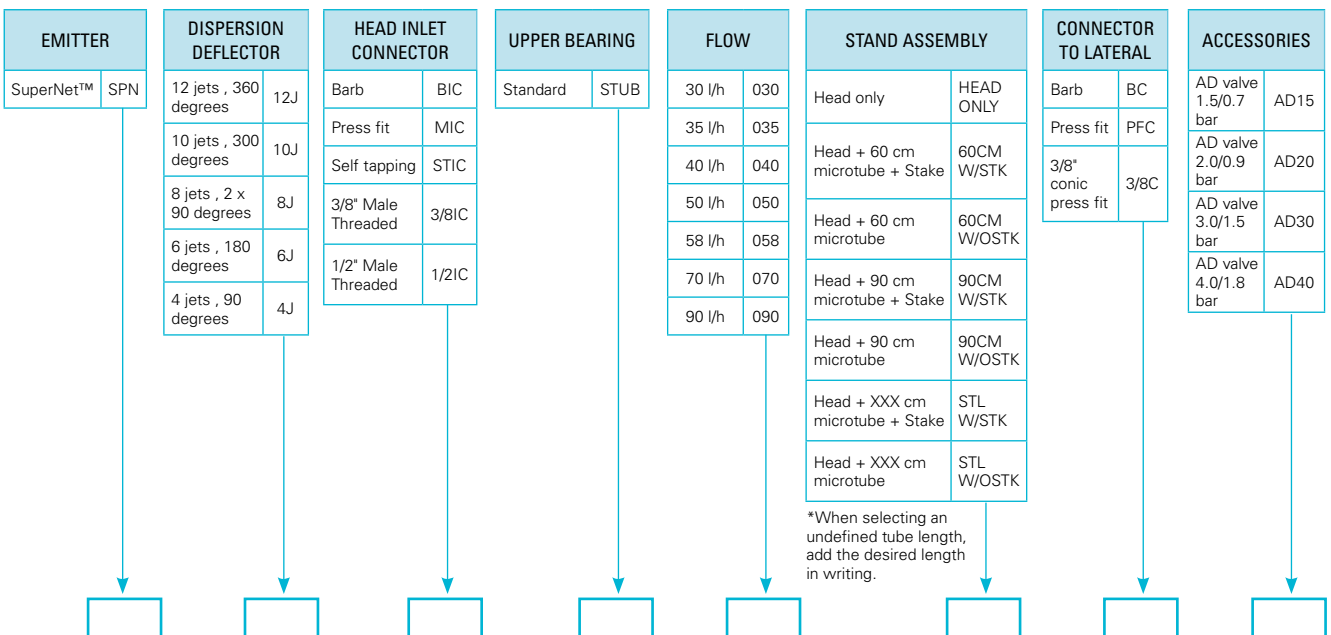 EMITTER
SuperNet™ SPN
DISPERSION
DEFLECTOR
12 jets , 360
degrees
12J
10 jets , 300
degrees
10J
8 jets , 2 x
90 degrees
8J
6 jets , 180
degrees
6J
4 jets , 90
degrees
4J
HEAD INLET
CONNECTOR
Barb BIC
Press fit MIC
Self tapping STIC
3/8" Male
Threaded
3/8IC
1/2" Male
Threaded
1/2IC
UPPER BEARING
Standard STUB
FLOW
30 l/h 030
35 l/h 035
40 l/h 040
50 l/h 050
58 l/h 058
70 l/h 070
90 l/h 090
STAND ASSEMBLY
Head only
HEAD
ONLY
Head + 60 cm
microtube + Stake
60CM
W/STK
Head + 60 cm
microtube
60CM
W/OSTK
Head + 90 cm
microtube + Stake
90CM
W/STK
Head + 90 cm
microtube
90CM
W/OSTK
Head + XXX cm
microtube + Stake
STL
W/STK
Head + XXX cm
microtube
STL
W/OSTK
*When selecting an
undefined tube length,
add the desired length
in writing.
CONNECTOR
TO LATERAL
Barb BC
Press fit PFC
3/8"
conic
press fit
3/8C
ACCESSORIES
AD valve
1.5/0.7
bar
AD15
AD valve
2.0/0.9
bar
AD20
AD valve
3.0/1.5
bar
AD30
AD valve
4.0/1.8
bar
AD40